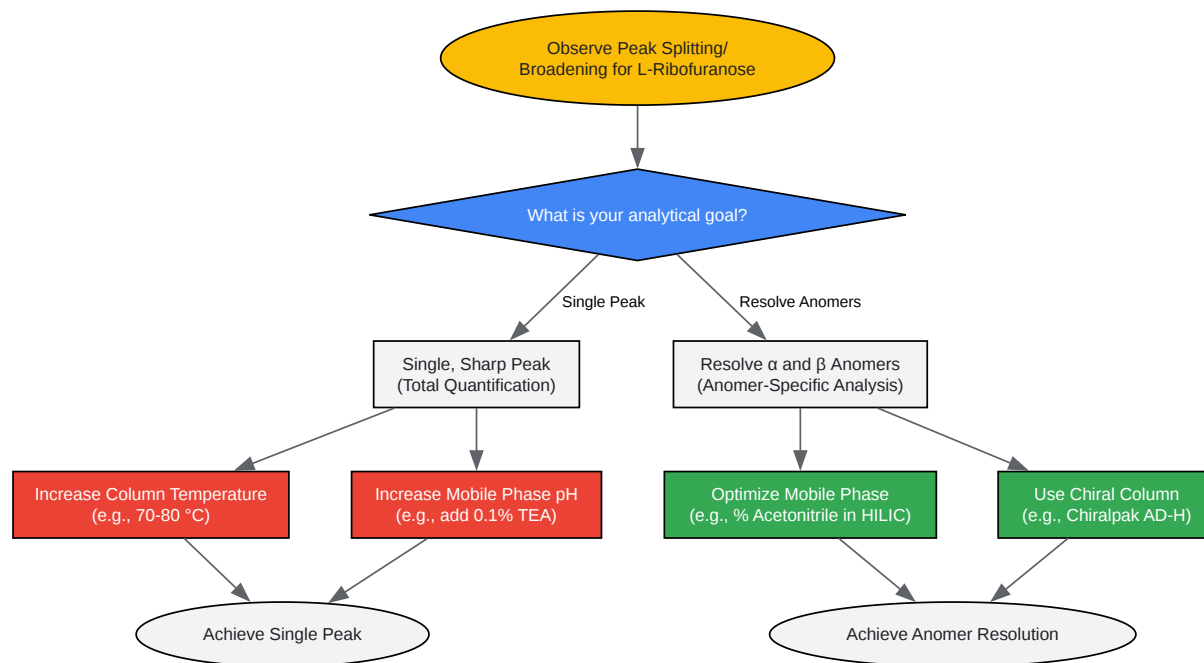 Observe Peak Splitting/
Broadening for L-Ribofuranose
What is your analytical goal?
Single Peak
Resolve Anomers
Single, Sharp Peak
(Total Quantification)
Resolve α and β Anomers
(Anomer-Specific Analysis)
Increase Column Temperature
(e.g., 70-80 °C)
Increase Mobile Phase pH
(e.g., add 0.1% TEA)
Optimize Mobile Phase
(e.g., % Acetonitrile in HILIC)
Use Chiral Column
(e.g., Chiralpak AD-H)
Achieve Single Peak
Achieve Anomer Resolution